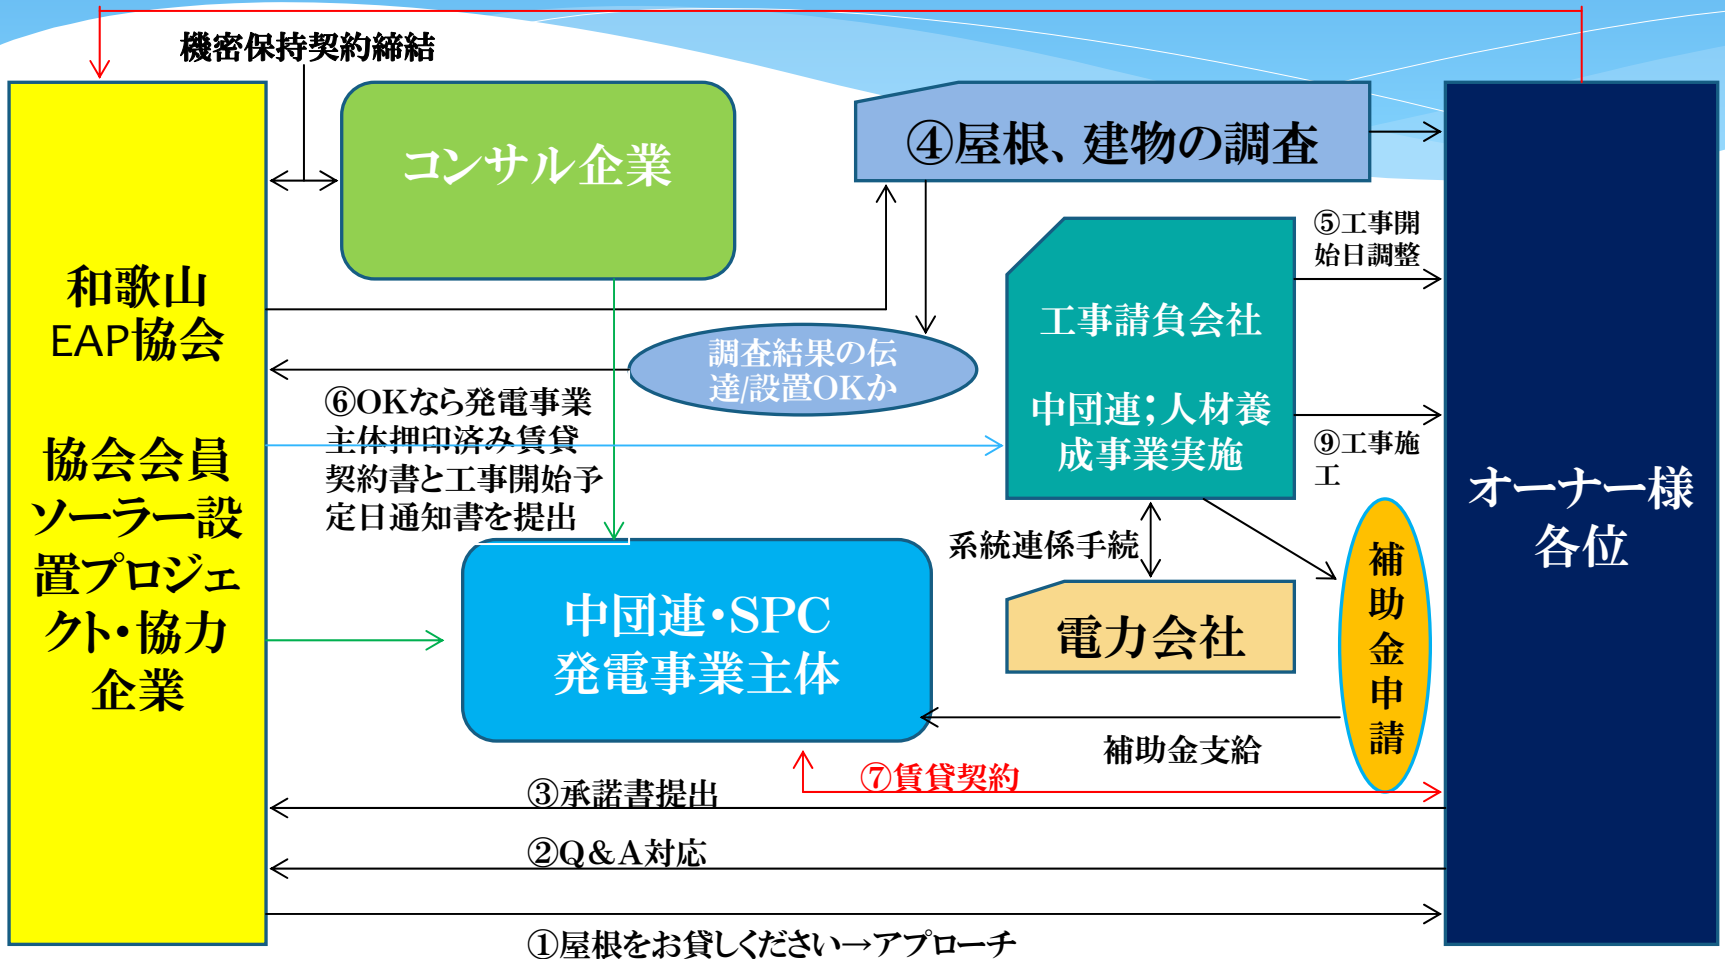 機密保持契約締結
コンサル企業
④屋根、建物の調査
和歌山
EAP協会
協会会員
ソーラー設
置プロジェ
クト・協力
企業
調査結果の伝
達/設置OKか
工事請負会社
中団連;人材養
成事業実施
⑤工事開
始日調整
⑨工事施
工
オーナー様
各位
⑥OKなら発電事業
主体押印済み賃貸
契約書と工事開始予
定日通知書を提出
系統連係手続
電力会社
補助金申請
中団連・SPC
発電事業主体
補助金支給
⑦賃貸契約
③承諾書提出
②Q&A対応
①屋根をお貸しください→アプローチ